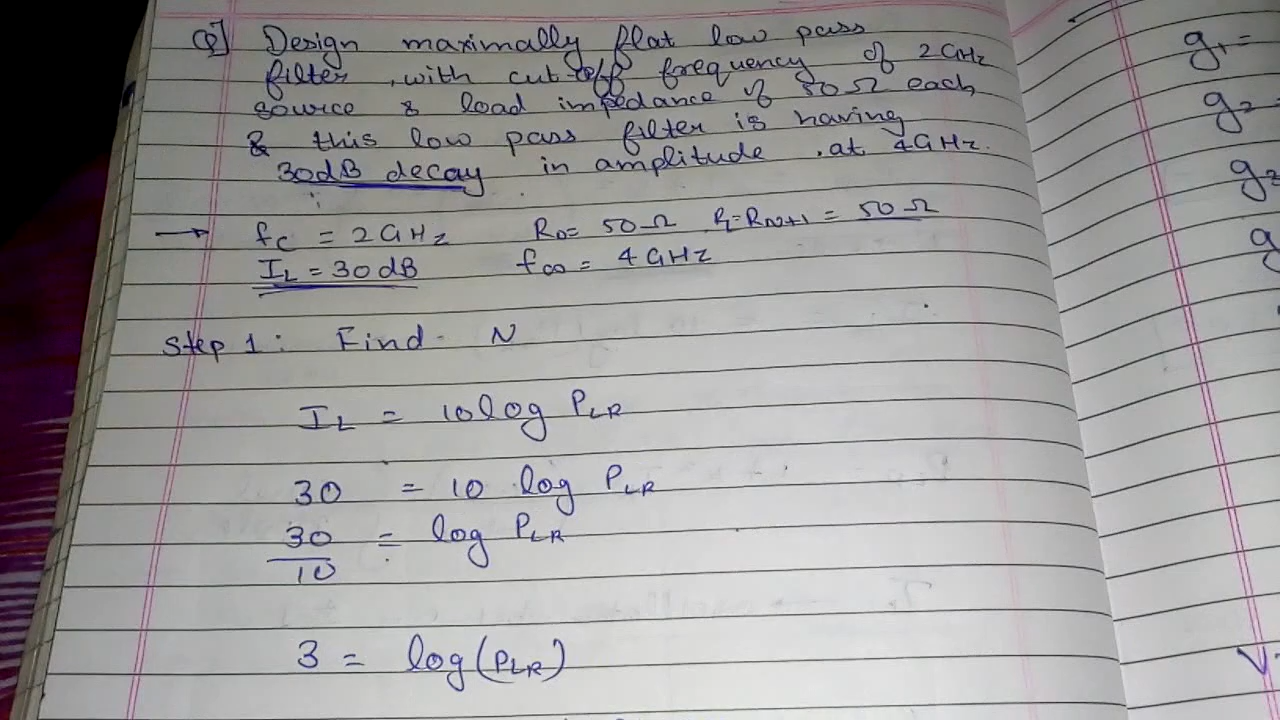 Q] Design maximally flat low pass
filter, with cut off frequency of 2GHz
source & load impedance of 50Ω each
& this low pass filter is having
30dB decay in amplitude at 4GHz.
→ fc = 2GHz R0 = 50Ω RL=RN+1 = 50Ω
IL = 30dB f∞ = 4GHz
Step 1: Find N
IL = 10log PLR
30 = 10 log PLR
30/10 = log PLR
3 = log(PLR)
g1 =
g2
g